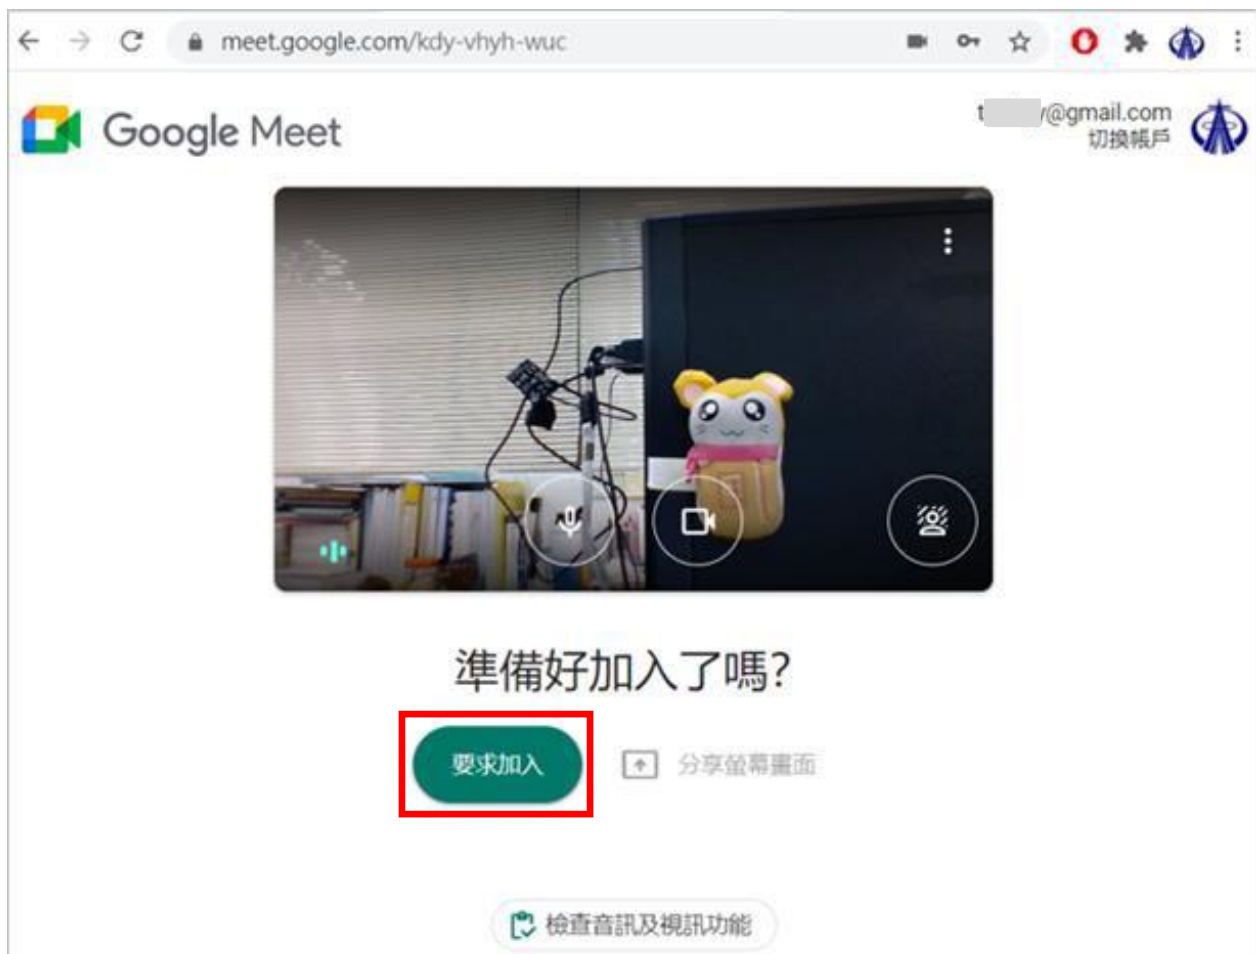 meet.google.com/kdy-vhyh-wuc
Google Meet
t y@gmail.com
切換帳戶
準備好加入了嗎?
要求加入
分享螢幕畫面
檢查音訊及視訊功能